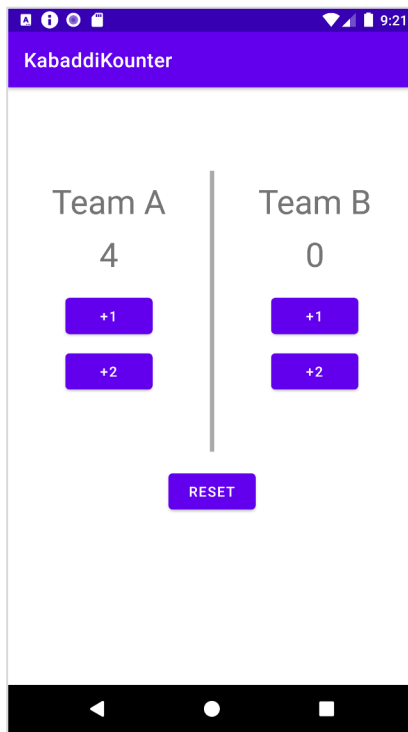 9:21
KabaddiKounter
Team A
4
+1
+2
Team B
0
+1
+2
RESET